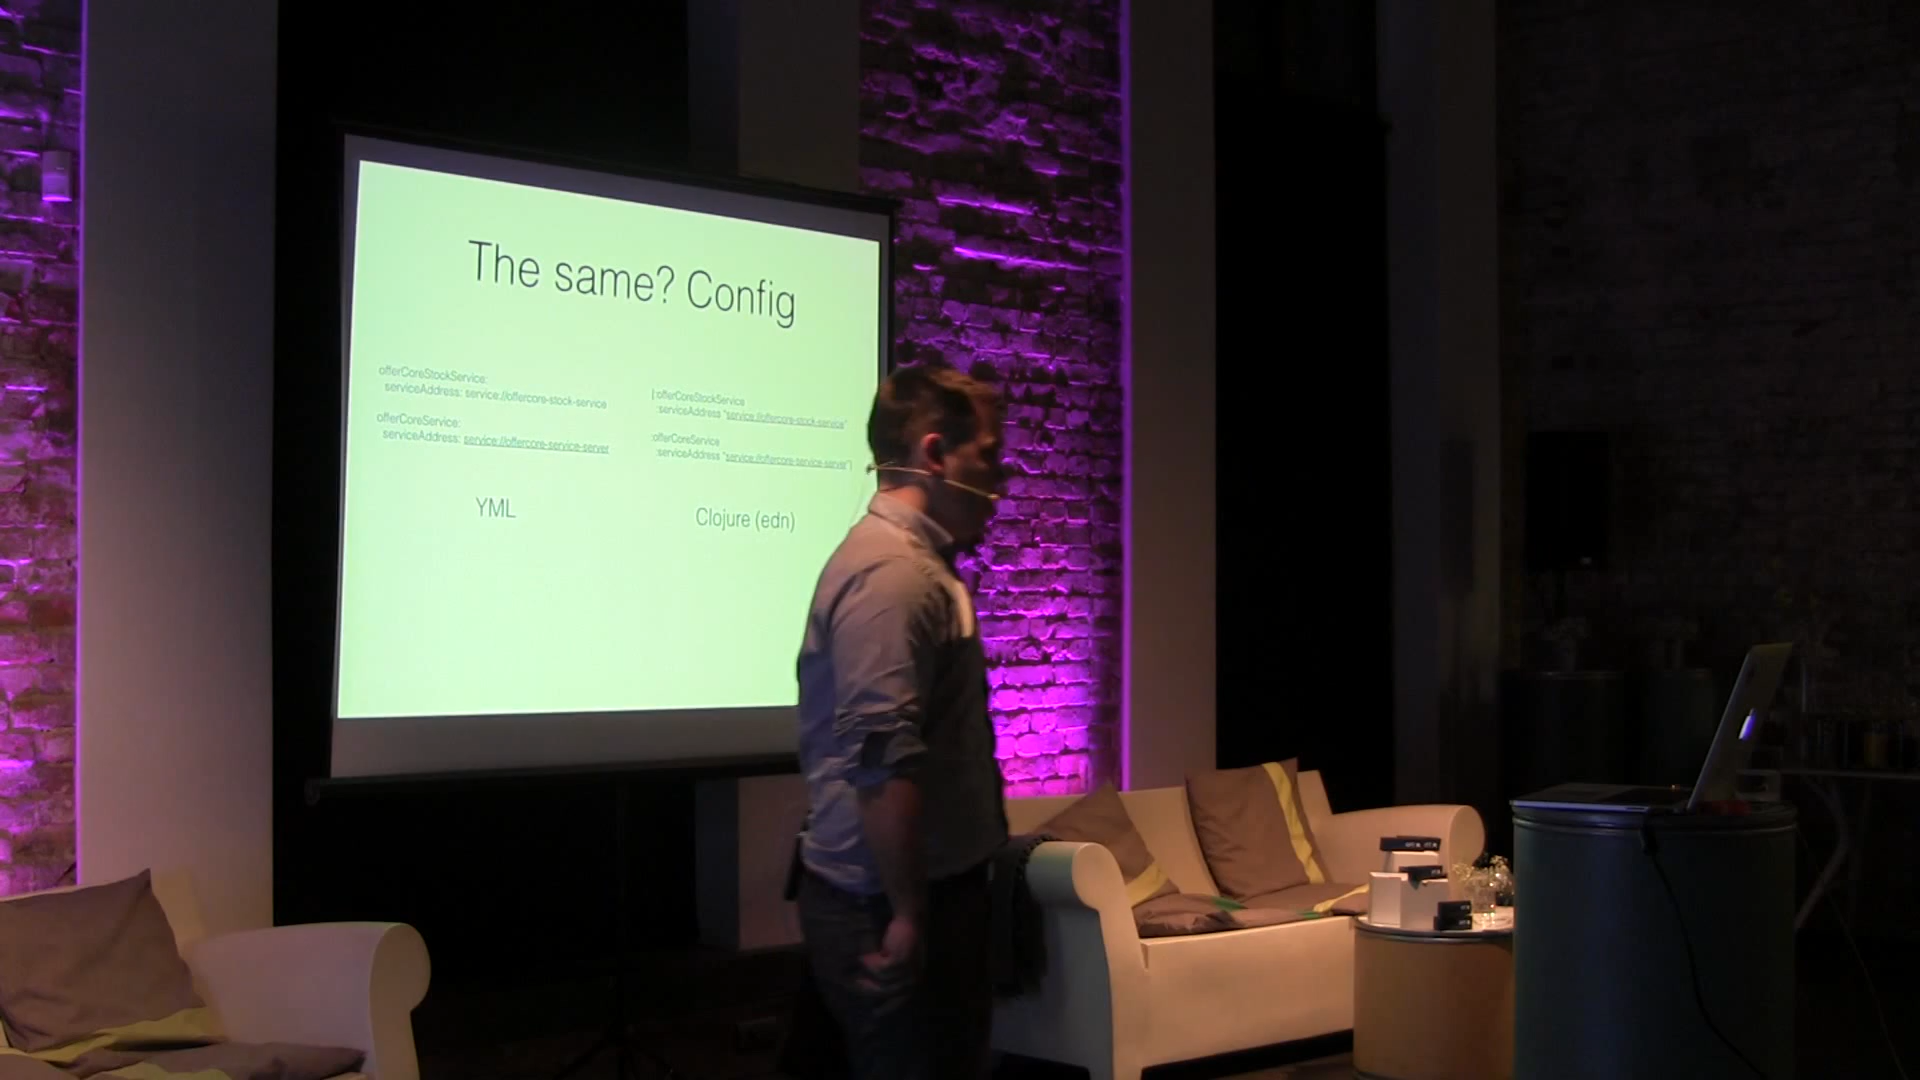 The same? Config
offerCoreStockService:
serviceAddress: service://offercore-stock-service
offerCoreService:
serviceAddress: service://offercore-service-server
YML
{:offerCoreStockService
:serviceAddress "service://offercore-stock-service"
:offerCoreService
:serviceAddress "service://offercore-service-server"}
Clojure (edn)